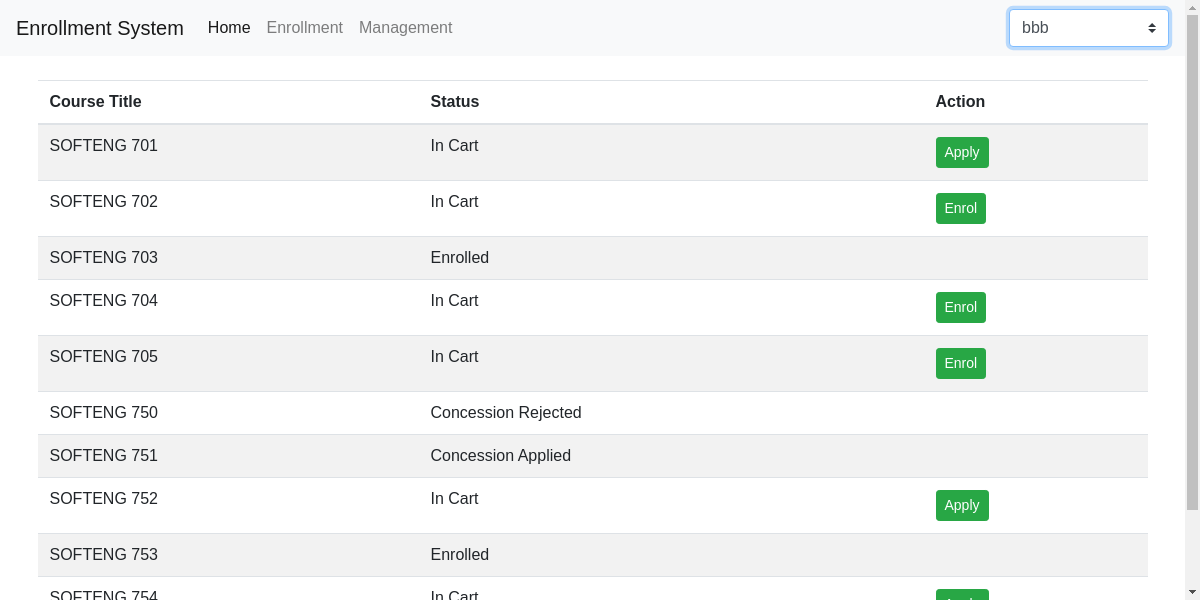 Enrollment System Home Enrollment Management bbb
Course Title Status Action
SOFTENG 701 In Cart Apply
SOFTENG 702 In Cart Enrol
SOFTENG 703 Enrolled
SOFTENG 704 In Cart Enrol
SOFTENG 705 In Cart Enrol
SOFTENG 750 Concession Rejected
SOFTENG 751 Concession Applied
SOFTENG 752 In Cart Apply
SOFTENG 753 Enrolled
SOFTENG 754 In Cart